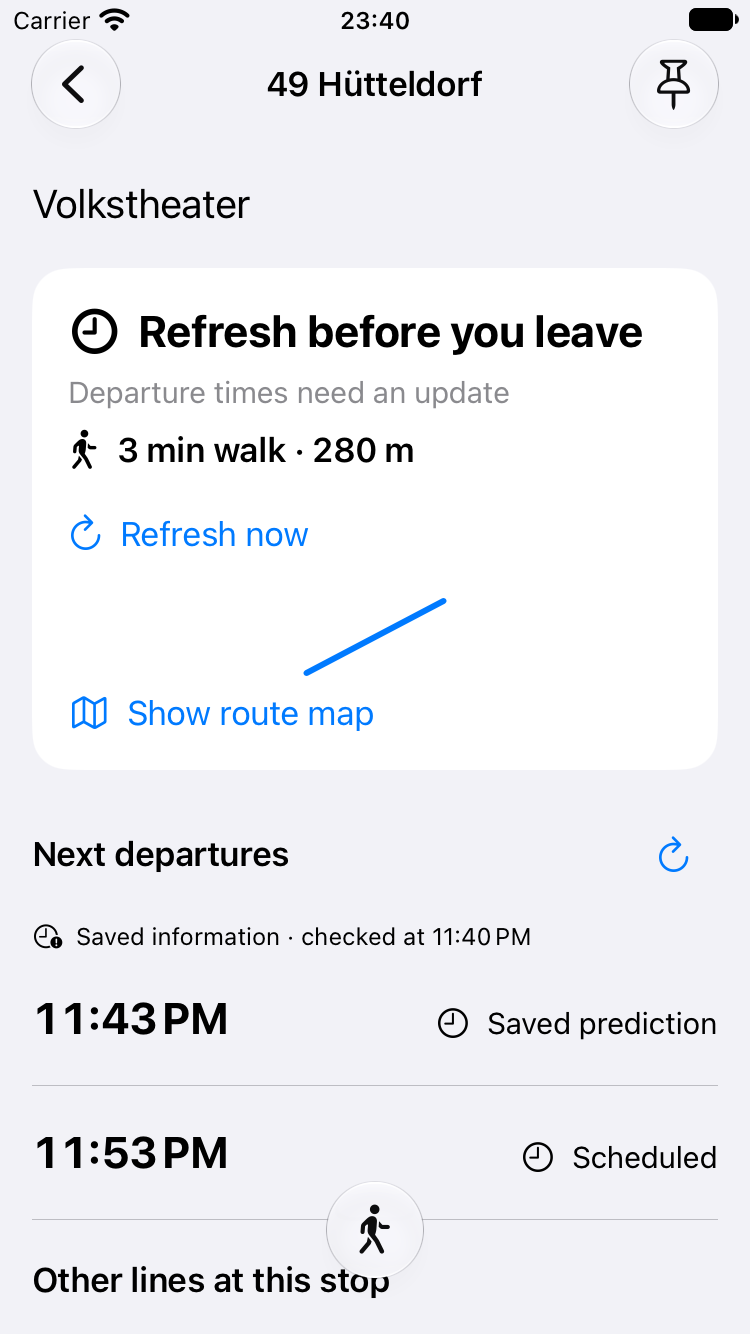 Carrier 23:40
49 Hütteldorf
Volkstheater
Refresh before you leave
Departure times need an update
3 min walk · 280 m
Refresh now
Show route map
Next departures
Saved information · checked at 11:40 PM
11:43 PM Saved prediction
11:53 PM Scheduled
Other lines at this stop